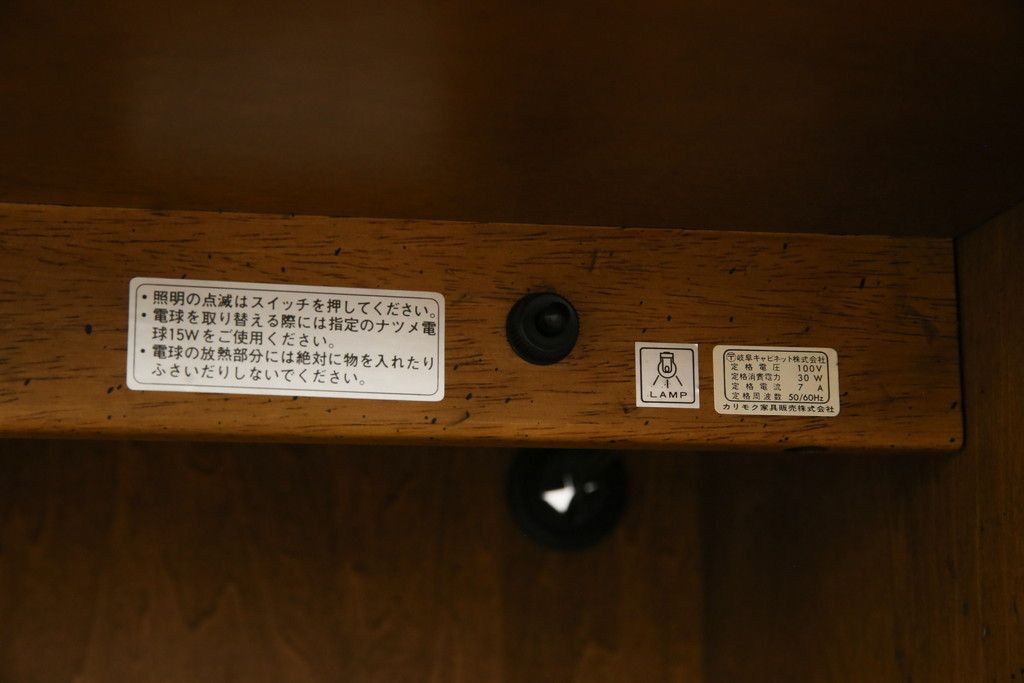 ・照明の点滅はスイッチを押してください。
・電球を取り替える際には指定のナツメ電
球15Wをご使用ください。
・電球の放熱部分には絶対に物を入れたり
ふさいだりしないでください。
LAMP
〒岐阜キャビネット株式会社
定格電圧 100V
定格消費電力 30W
定格電流 7 A
定格周波数 50/60Hz
カリモク家具販売株式会社